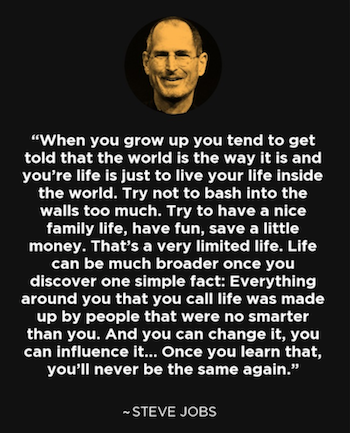 “When you grow up you tend to get
told that the world is the way it is and
you’re life is just to live your life inside
the world. Try not to bash into the
walls too much. Try to have a nice
family life, have fun, save a little
money. That’s a very limited life. Life
can be much broader once you
discover one simple fact: Everything
around you that you call life was made
up by people that were no smarter
than you. And you can change it, you
can influence it... Once you learn that,
you’ll never be the same again.”
~STEVE JOBS